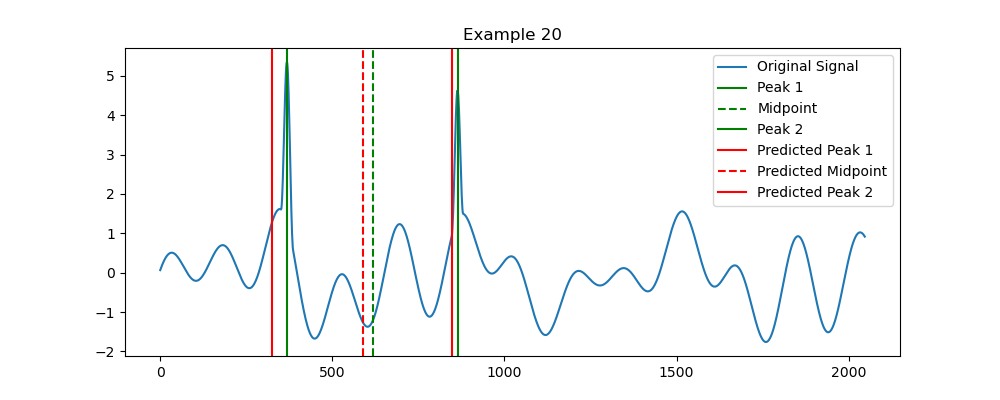 Example 20
Original Signal
Peak 1
Midpoint
Peak 2
Predicted Peak 1
Predicted Midpoint
Predicted Peak 2
5
4
3
2
1
0
−1
−2
0 500 1000 1500 2000